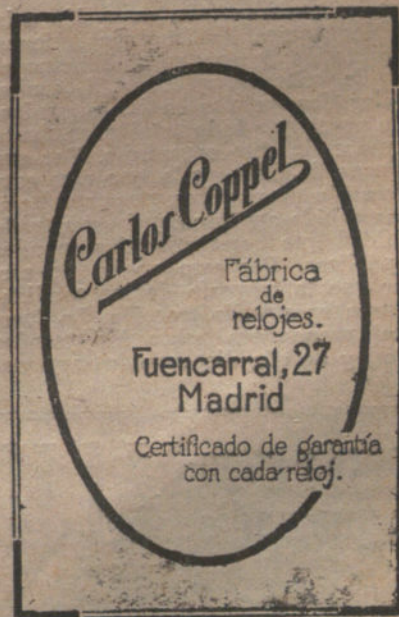 Carlos Coppel
Fábrica
de
relojes.
Fuencarral, 27
Madrid
Certificado de garantía
con cada reloj.